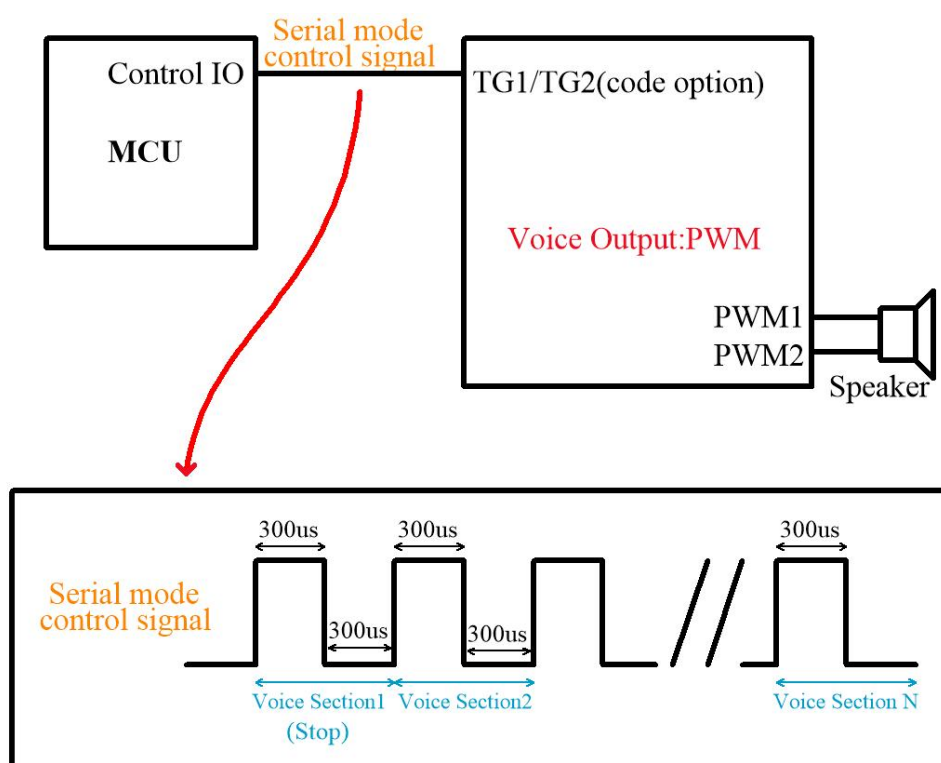 Serial mode
control signal
Control IO
MCU
TG1/TG2(code option)
Voice Output:PWM
PWM1
PWM2
Speaker
300us
300us
300us
Serial mode
control signal
300us
300us
Voice Section1
Voice Section2
Voice Section N
(Stop)